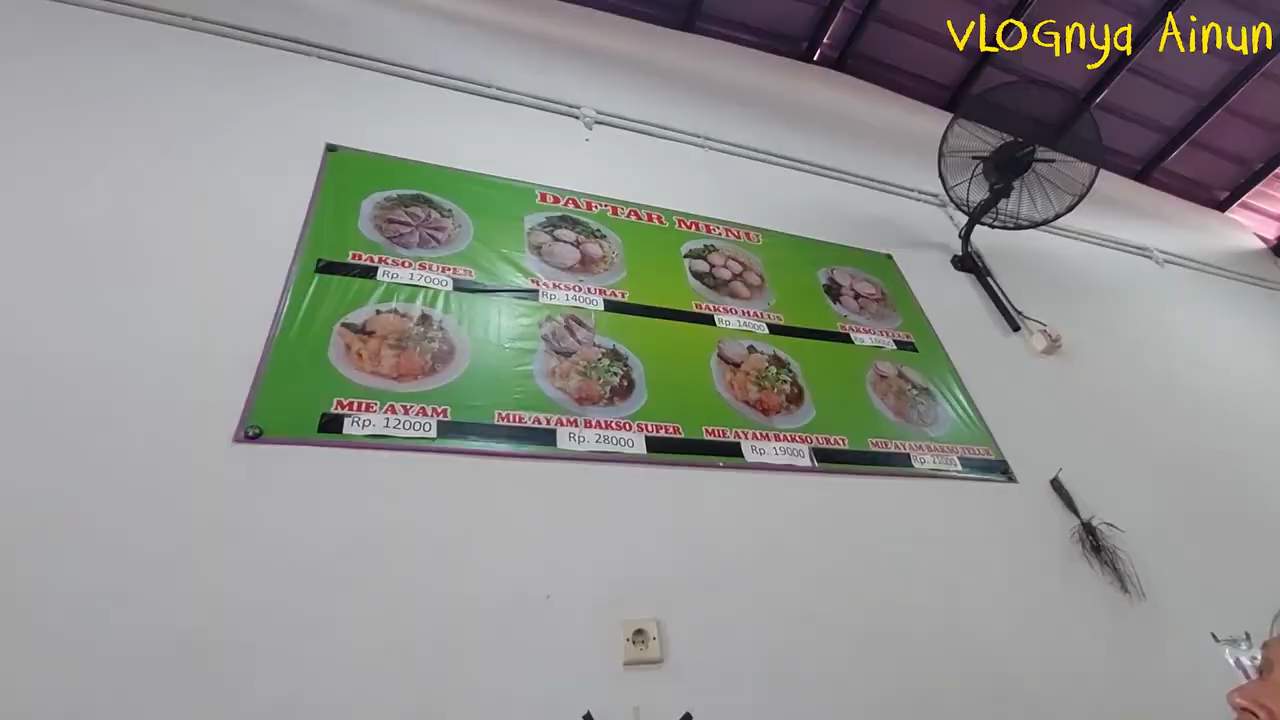 VLOGnya Ainun
DAFTAR MENU
BAKSO SUPER
Rp. 17000
BAKSO URAT
Rp. 14000
BAKSO HALUS
Rp. 14000
BAKSO TELUR
MIE AYAM
Rp. 12000
MIE AYAM BAKSO SUPER
Rp. 28000
MIE AYAM BAKSO URAT
Rp. 19000
MIE AYAM BAKSO TELUR
Rp. 21000